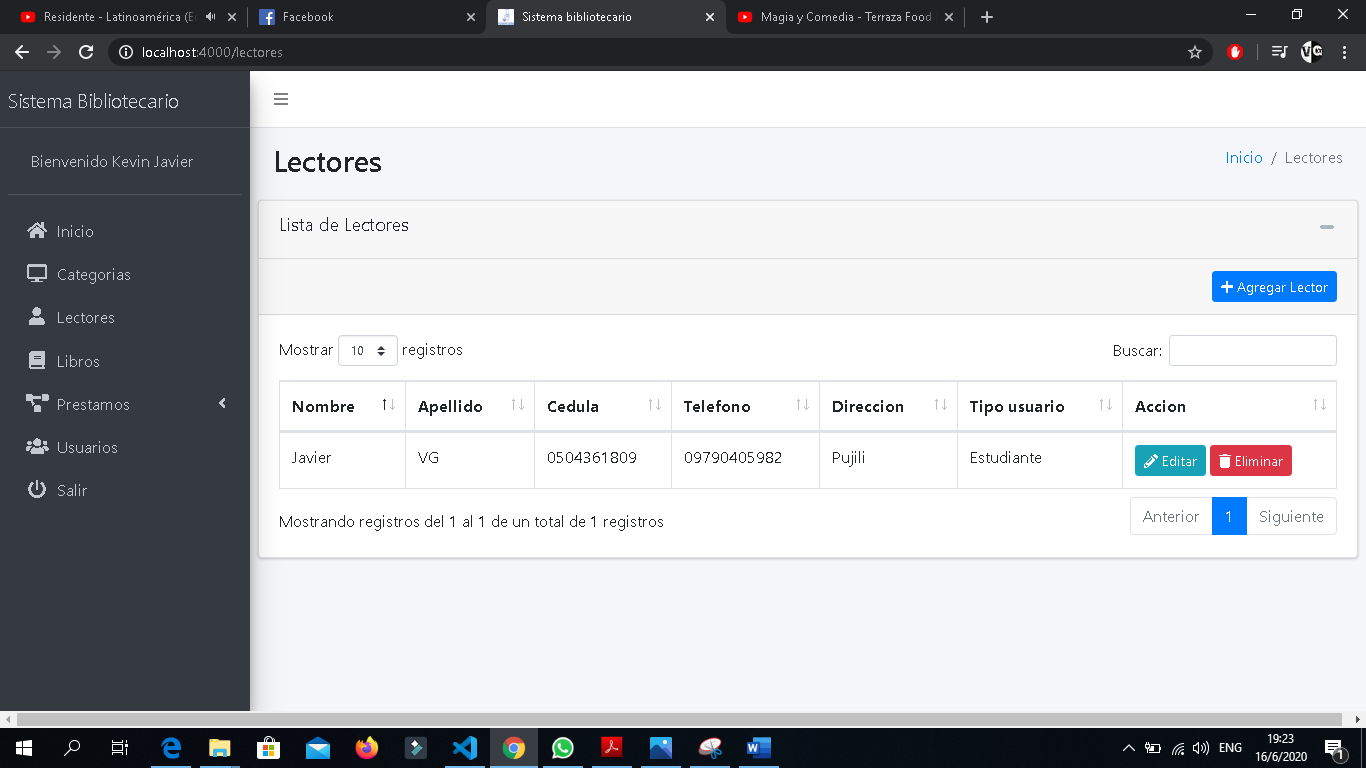 Residente - Latinoamérica (E
Facebook
Sistema bibliotecario
Magia y Comedia - Terraza Food
localhost:4000/lectores
Sistema Bibliotecario
Bienvenido Kevin Javier
Inicio
Categorias
Lectores
Libros
Prestamos
Usuarios
Salir
Lectores
Inicio / Lectores
Lista de Lectores
Agregar Lector
Mostrar 10 registros
Buscar:
Nombre Apellido Cedula Telefono Direccion Tipo usuario Accion
Javier VG 0504361809 09790405982 Pujili Estudiante Editar Eliminar
Mostrando registros del 1 al 1 de un total de 1 registros
Anterior 1 Siguiente
ENG
19:23
16/6/2020
1